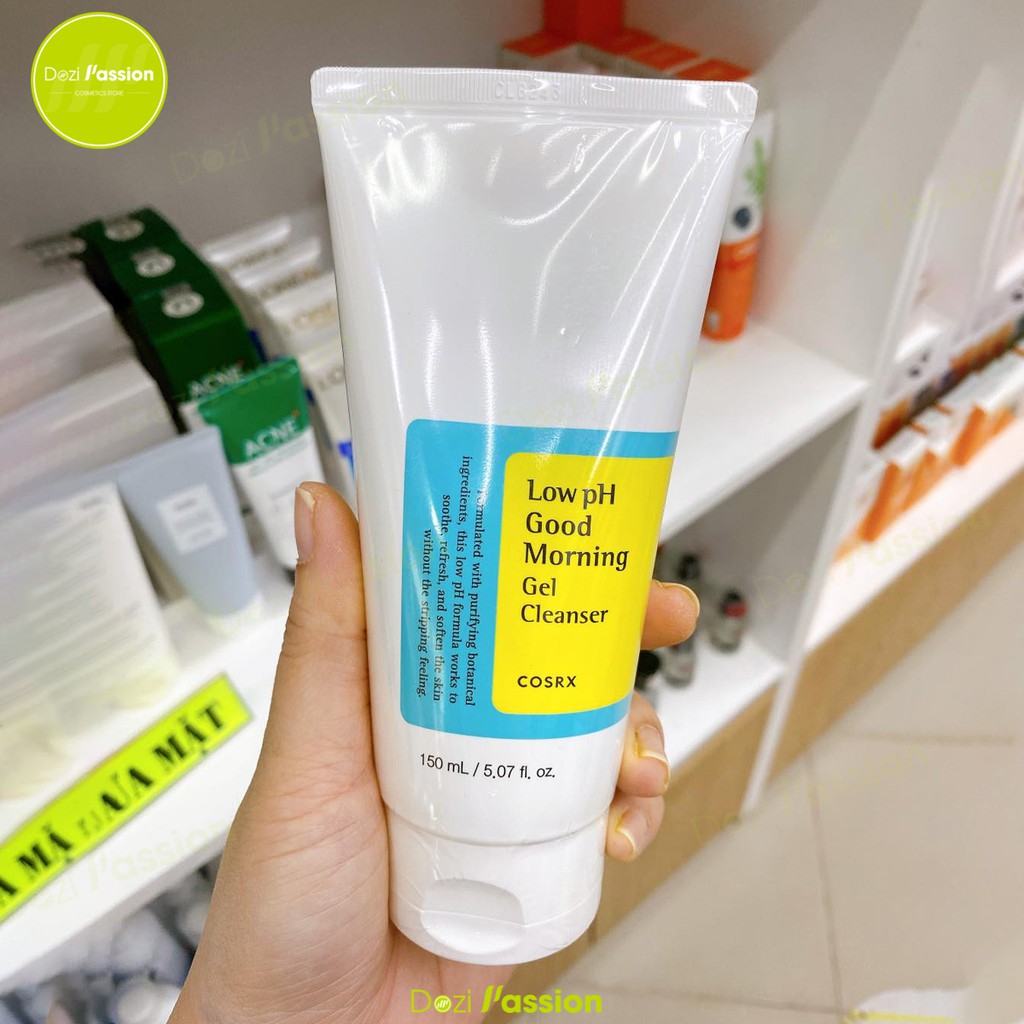 Dozi Passion
COSMETICS STORE
ACNE
ACNE
Formulated with purifying botanical
ingredients, this low pH formula works to
soothe, refresh, and soften the skin
without the stripping feeling.
Low pH
Good
Morning
Gel
Cleanser
COSRX
150 mL / 5.07 fl. oz.
RỬA MẶT
Dozi Passion